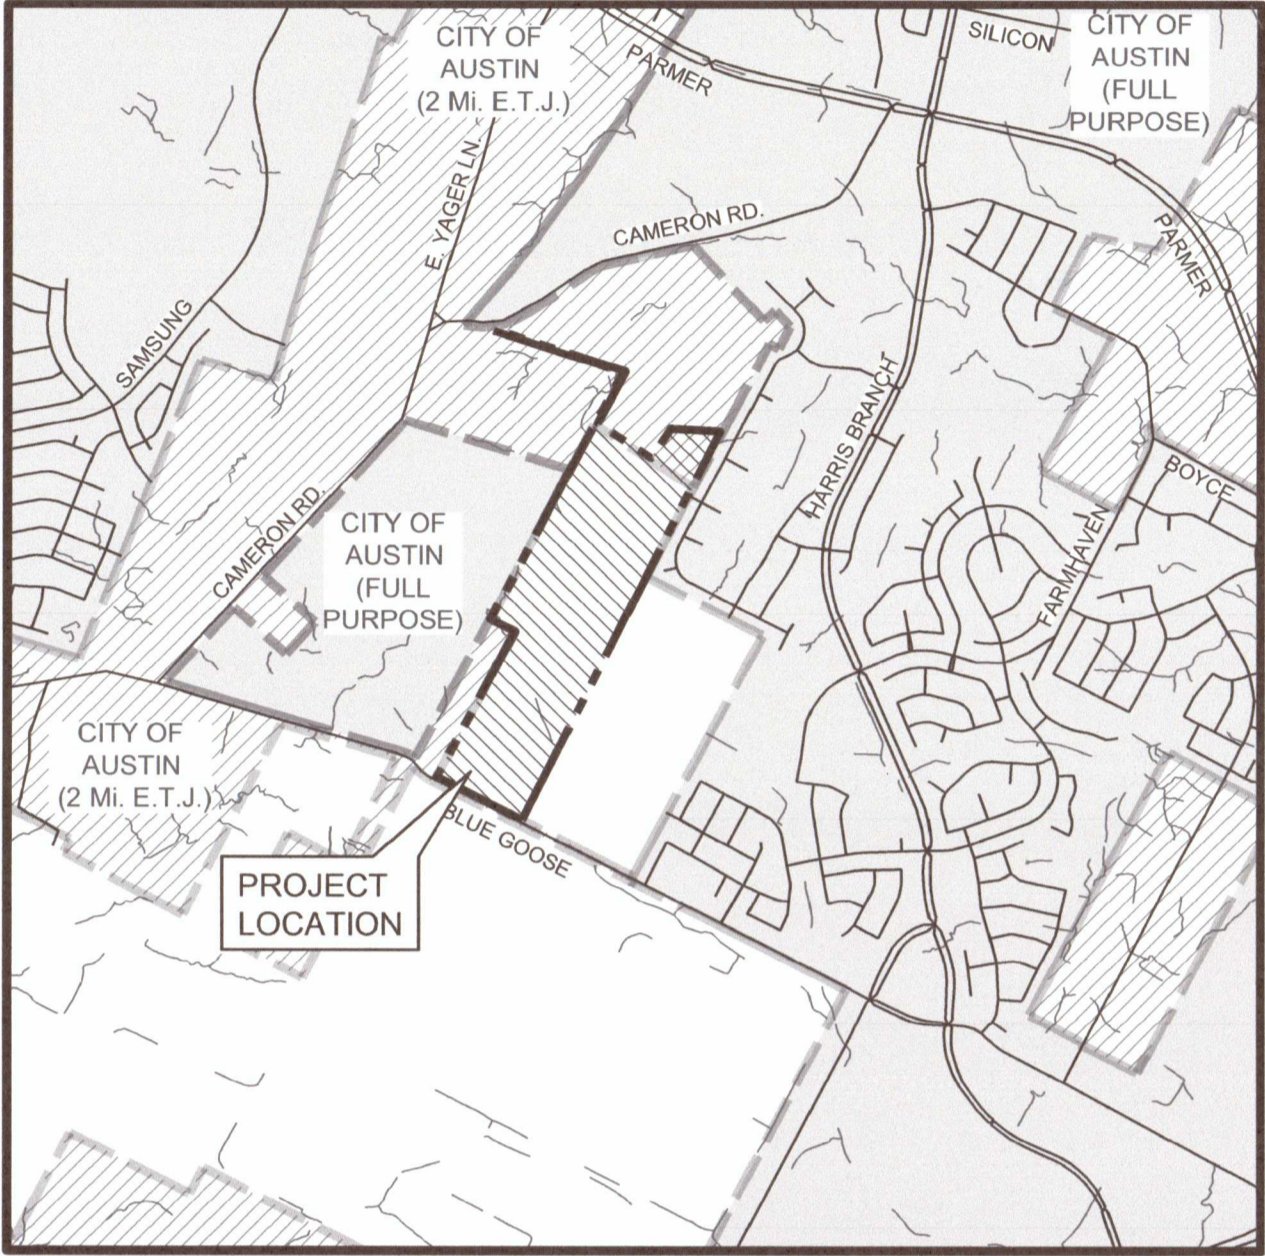 CITY OF
AUSTIN
(2 Mi. E.T.J.)
PARMER
SILICON
CITY OF
AUSTIN
(FULL
PURPOSE)
E. YAGER LN.
CAMERON RD.
PARMER
SAMSUNG
HARRIS BRANCH
BOYCE
CAMERON RD.
CITY OF
AUSTIN
(FULL
PURPOSE)
FARMHAVEN
CITY OF
AUSTIN
(2 Mi. E.T.J.)
BLUE GOOSE
PROJECT
LOCATION